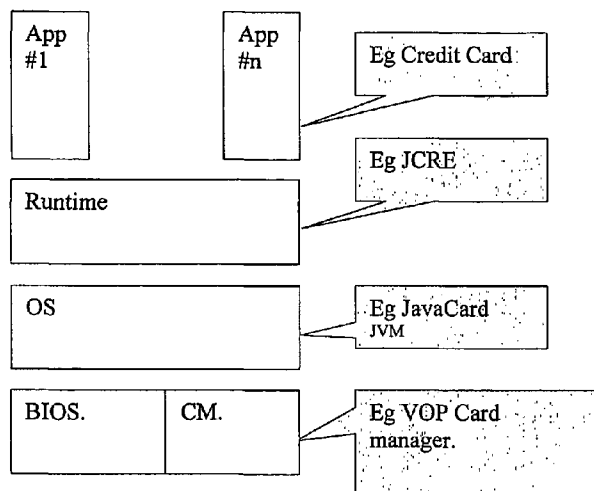 App
#1
App
#n
Eg Credit Card
Eg JCRE
Runtime
OS
Eg JavaCard
JVM
BIOS.
CM.
Eg VOP Card
manager.